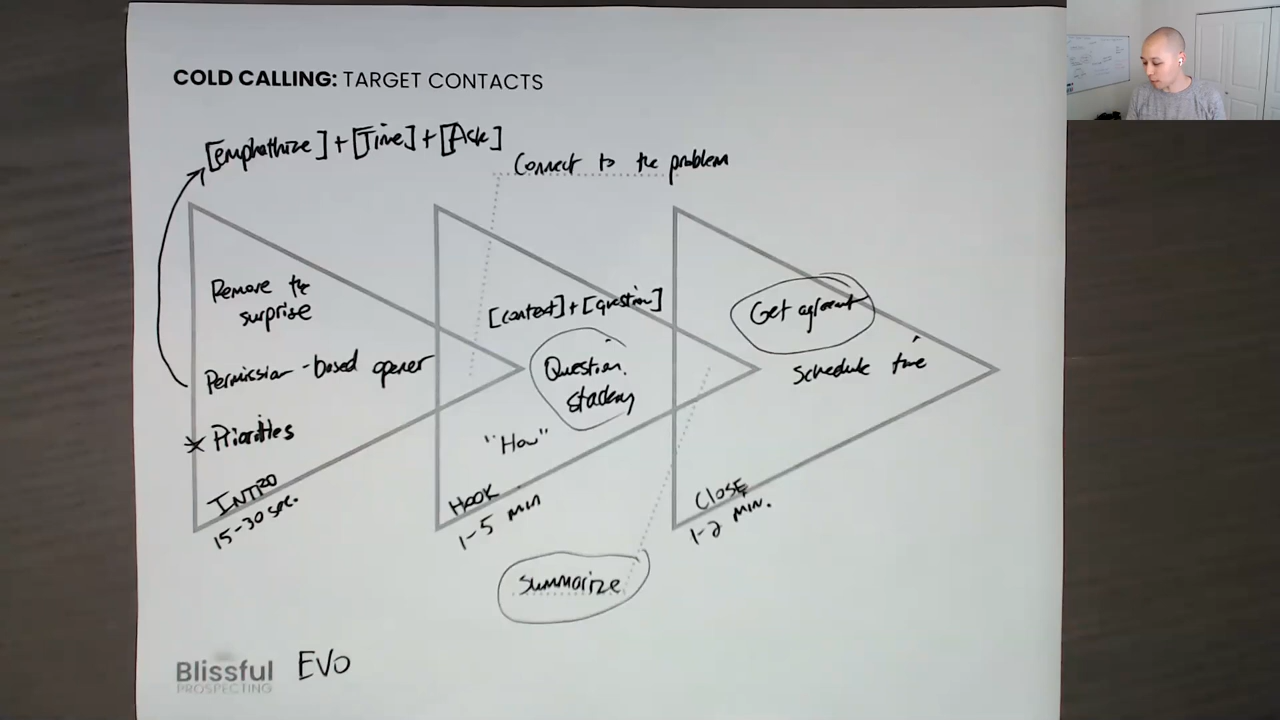 COLD CALLING: TARGET CONTACTS
[empathize] + [Time] + [Ask]
Connect to the problem
Remove the
surprise
Permission-based opener
* Priorities
INTRO
15-30 sec.
[context] + [question]
Question
stacking
"How"
HOOK
1-5 min
Summarize
Get agreement
Schedule time
CLOSE
1-2 min.
Blissful
PROSPECTING
EVO